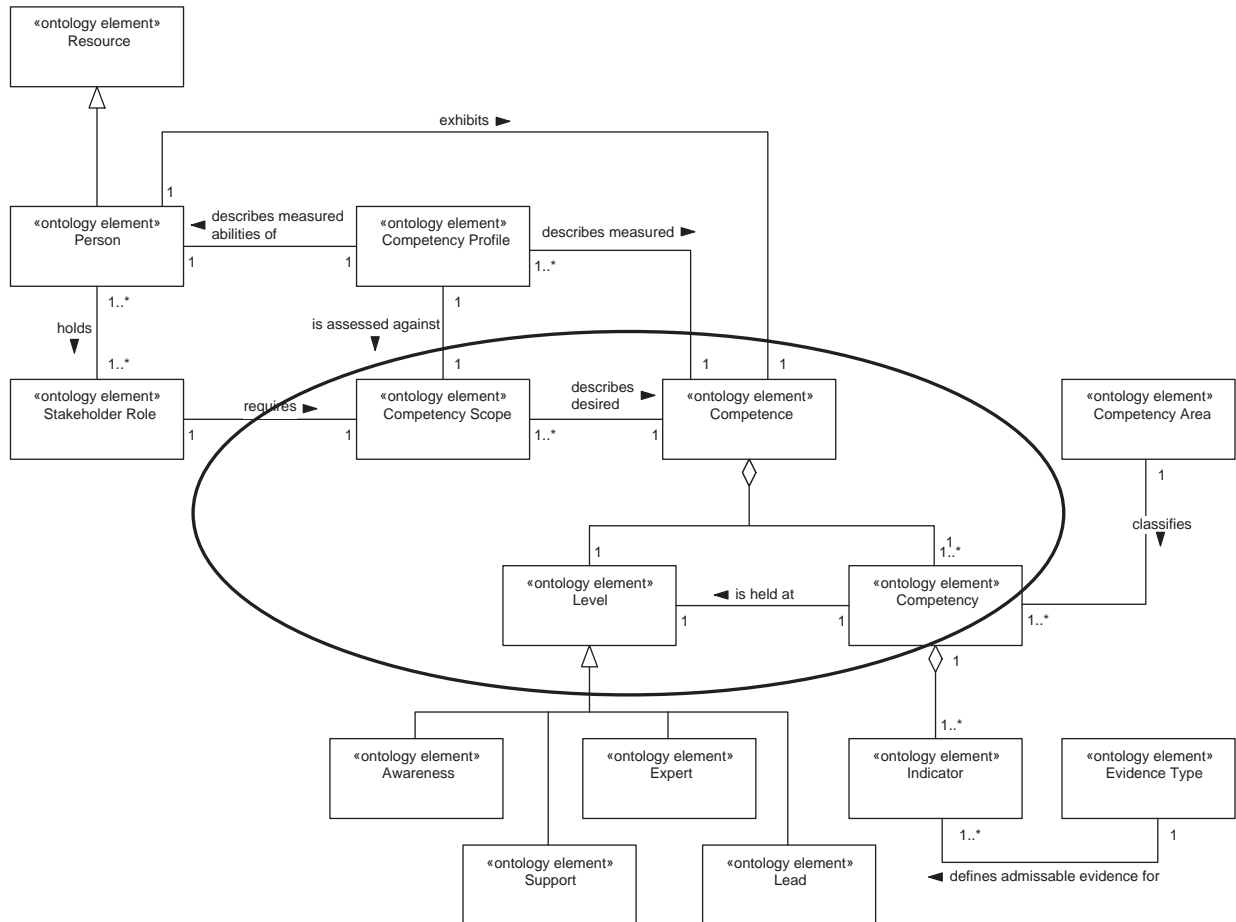 «ontology element»
Resource
exhibits
1
«ontology element»
Person
describes measured
abilities of
1
1
«ontology element»
Competency Profile
describes measured
1..*
1..*
holds
1..*
1
is assessed against
1
1
1
«ontology element»
Stakeholder Role
requires
1
1
«ontology element»
Competency Scope
describes
desired
1..*
1
«ontology element»
Competence
«ontology element»
Competency Area
1
classifies
1
1
1..*
«ontology element»
Level
is held at
1
1
«ontology element»
Competency
1..*
1
1..*
«ontology element»
Awareness
«ontology element»
Expert
«ontology element»
Indicator
«ontology element»
Evidence Type
1..*
1
«ontology element»
Support
«ontology element»
Lead
defines admissable evidence for